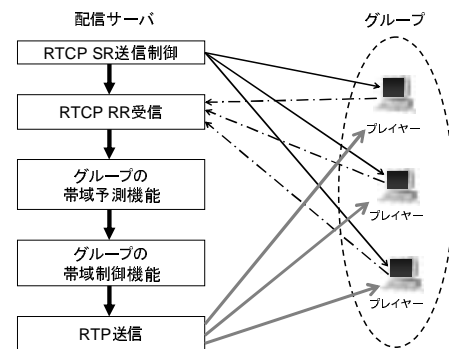 配信サーバ
グループ
RTCP SR送信制御
RTCP RR受信
プレイヤー
グループの
帯域予測機能
プレイヤー
グループの
帯域制御機能
プレイヤー
RTP送信